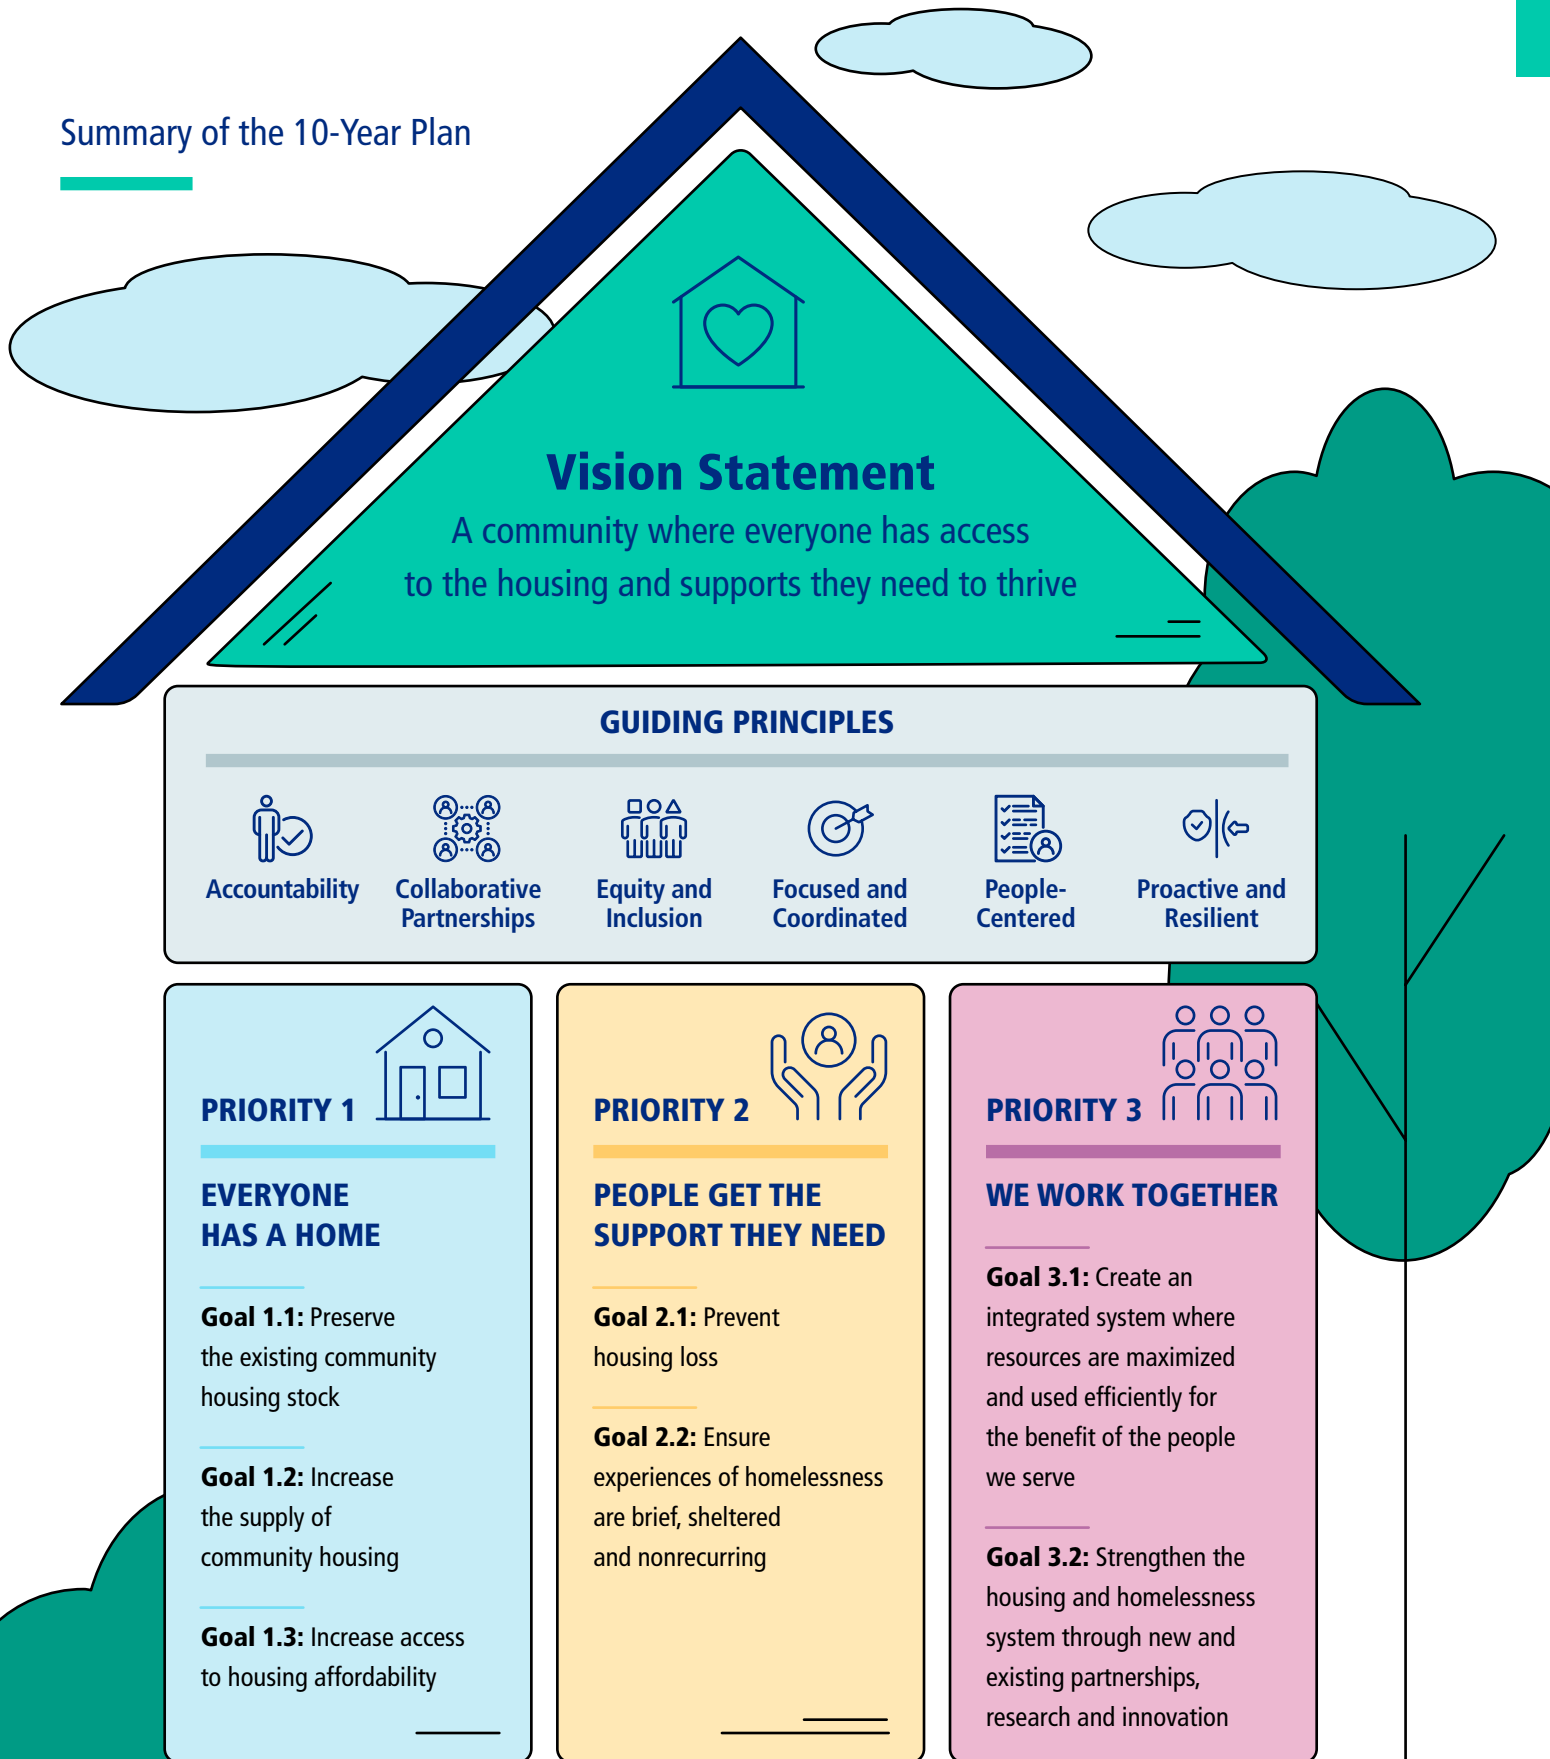 Summary of the 10-Year Plan
Vision Statement
A community where everyone has access
to the housing and supports they need to thrive
GUIDING PRINCIPLES
Accountability
Collaborative
Partnerships
Equity and
Inclusion
Focused and
Coordinated
People-
Centered
Proactive and
Resilient
PRIORITY 1
EVERYONE
HAS A HOME
Goal 1.1: Preserve
the existing community
housing stock
Goal 1.2: Increase
the supply of
community housing
Goal 1.3: Increase access
to housing affordability
PRIORITY 2
PEOPLE GET THE
SUPPORT THEY NEED
Goal 2.1: Prevent
housing loss
Goal 2.2: Ensure
experiences of homelessness
are brief, sheltered
and nonrecurring
PRIORITY 3
WE WORK TOGETHER
Goal 3.1: Create an
integrated system where
resources are maximized
and used efficiently for
the benefit of the people
we serve
Goal 3.2: Strengthen the
housing and homelessness
system through new and
existing partnerships,
research and innovation